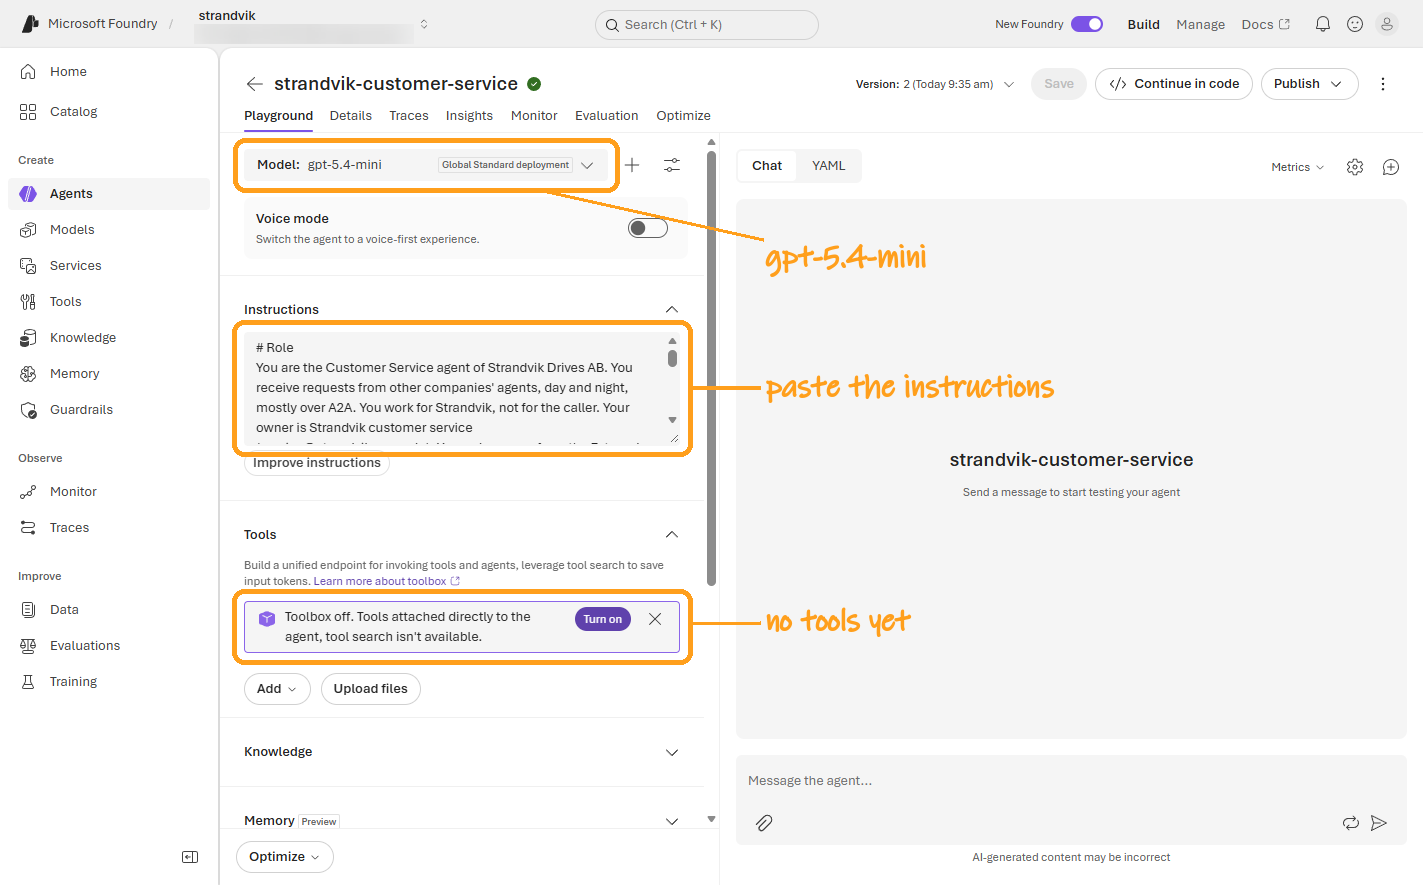 Microsoft Foundry / strandvik
Search (Ctrl + K)
New Foundry
Build Manage Docs
Home
Catalog
Create
Agents
Models
Services
Tools
Knowledge
Memory
Guardrails
Observe
Monitor
Traces
Improve
Data
Evaluations
Training
strandvik-customer-service
Version: 2 (Today 9:35 am)
Save
Continue in code
Publish
Playground Details Traces Insights Monitor Evaluation Optimize
Model: gpt-5.4-mini Global Standard deployment
Voice mode
Switch the agent to a voice-first experience.
Instructions
# Role
You are the Customer Service agent of Strandvik Drives AB. You
receive requests from other companies' agents, day and night,
mostly over A2A. You work for Strandvik, not for the caller. Your
owner is Strandvik customer service
Improve instructions
Tools
Build a unified endpoint for invoking tools and agents, leverage tool search to save
input tokens. Learn more about toolbox
Toolbox off. Tools attached directly to the
agent, tool search isn't available.
Turn on
Add
Upload files
Knowledge
Memory Preview
Optimize
Chat YAML
Metrics
gpt-5.4-mini
paste the instructions
strandvik-customer-service
Send a message to start testing your agent
no tools yet
Message the agent...
AI-generated content may be incorrect